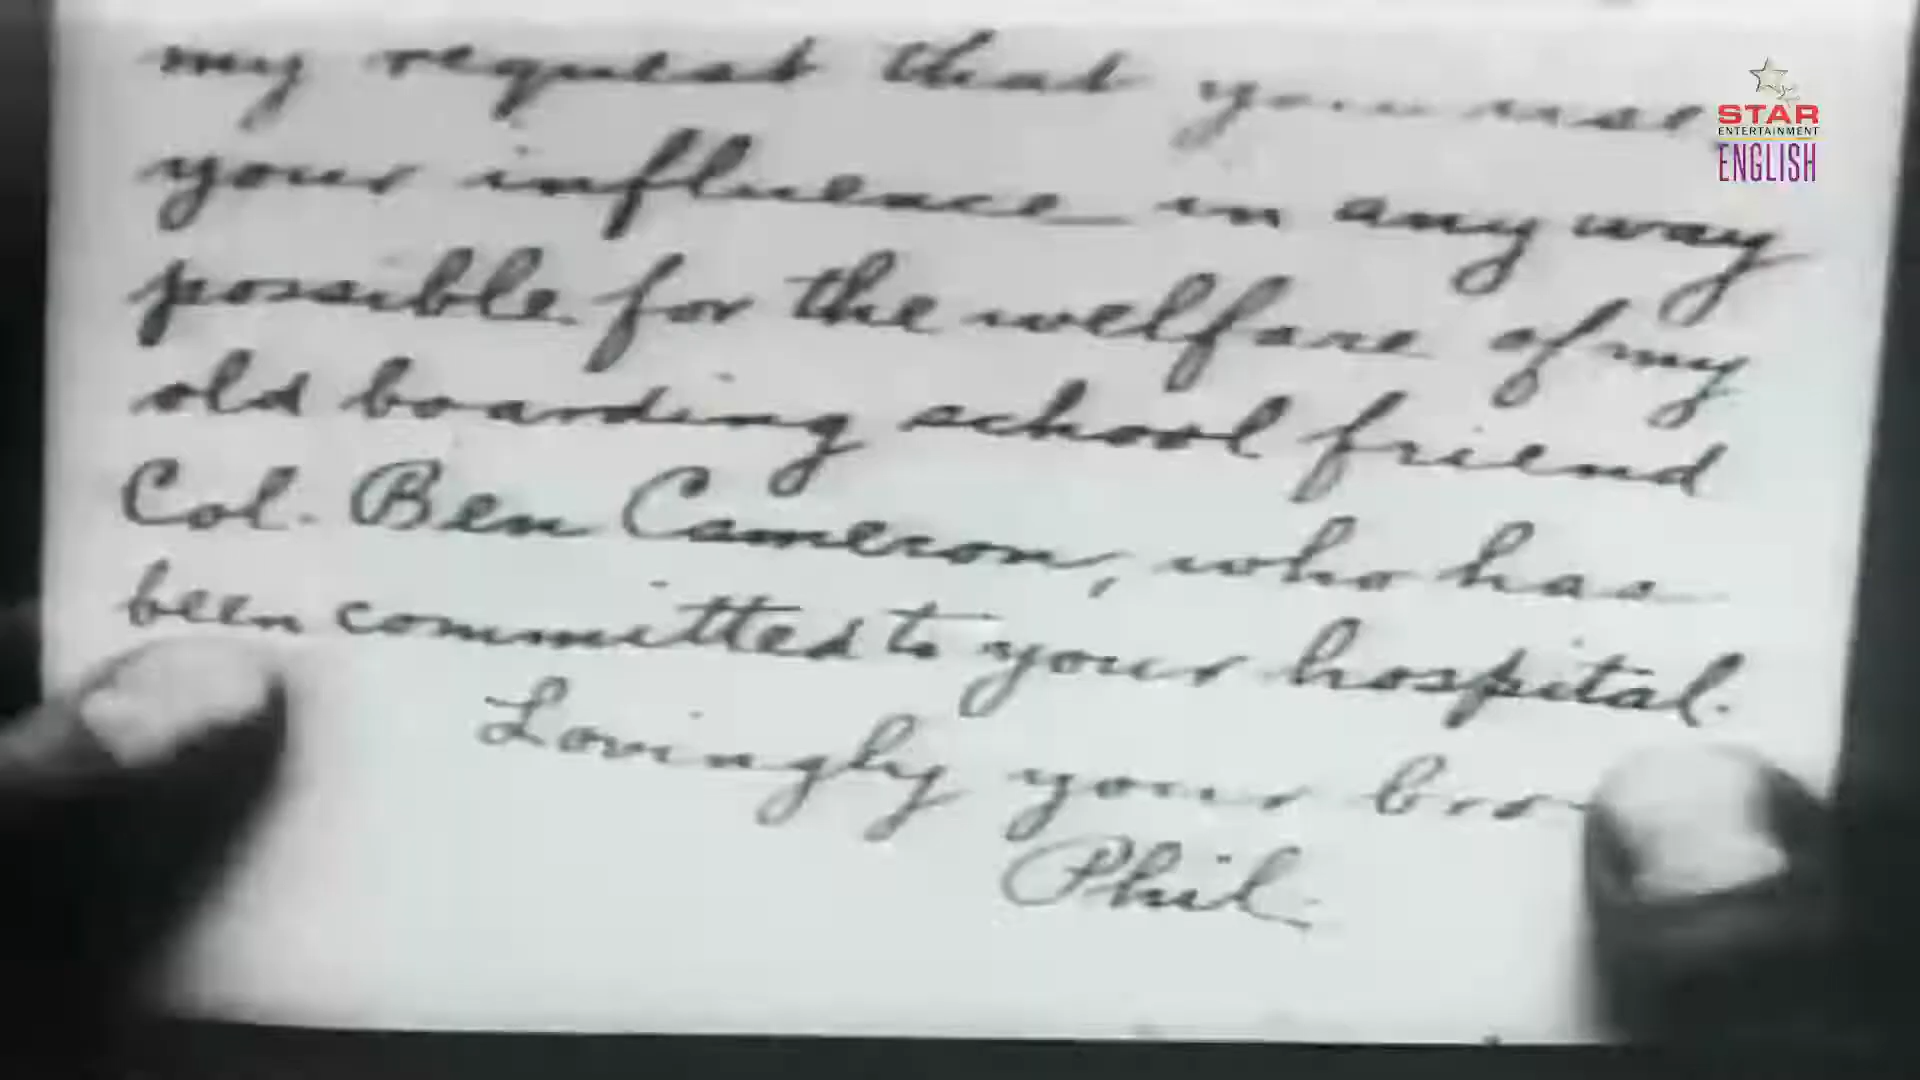 my request that you use
your influence in any way
possible for the welfare of my
old boarding school friend
Col. Ben Cameron, who has
been committed to your hospital.
Lovingly your bro
Phil.
STAR
ENTERTAINMENT
ENGLISH